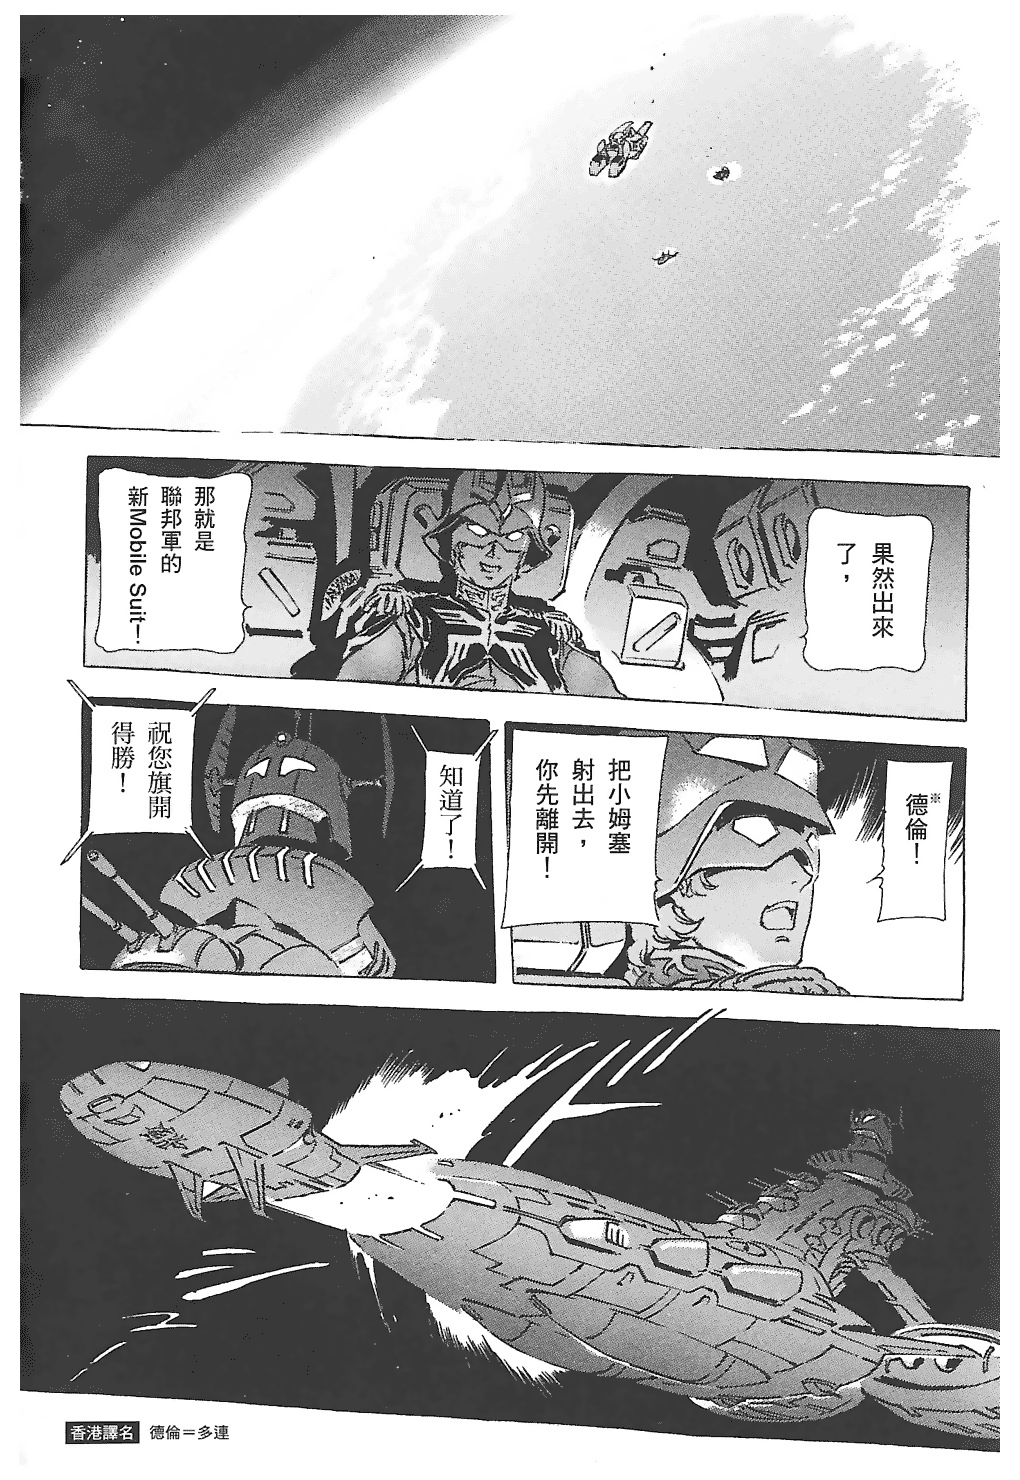 果然出來
了，
那就是
聯邦軍的
新Mobile Suit！
※
德倫！
把小姆塞
射出去，
你先離開！
知道了！
祝您旗開
得勝！
香港譯名 德倫＝多連